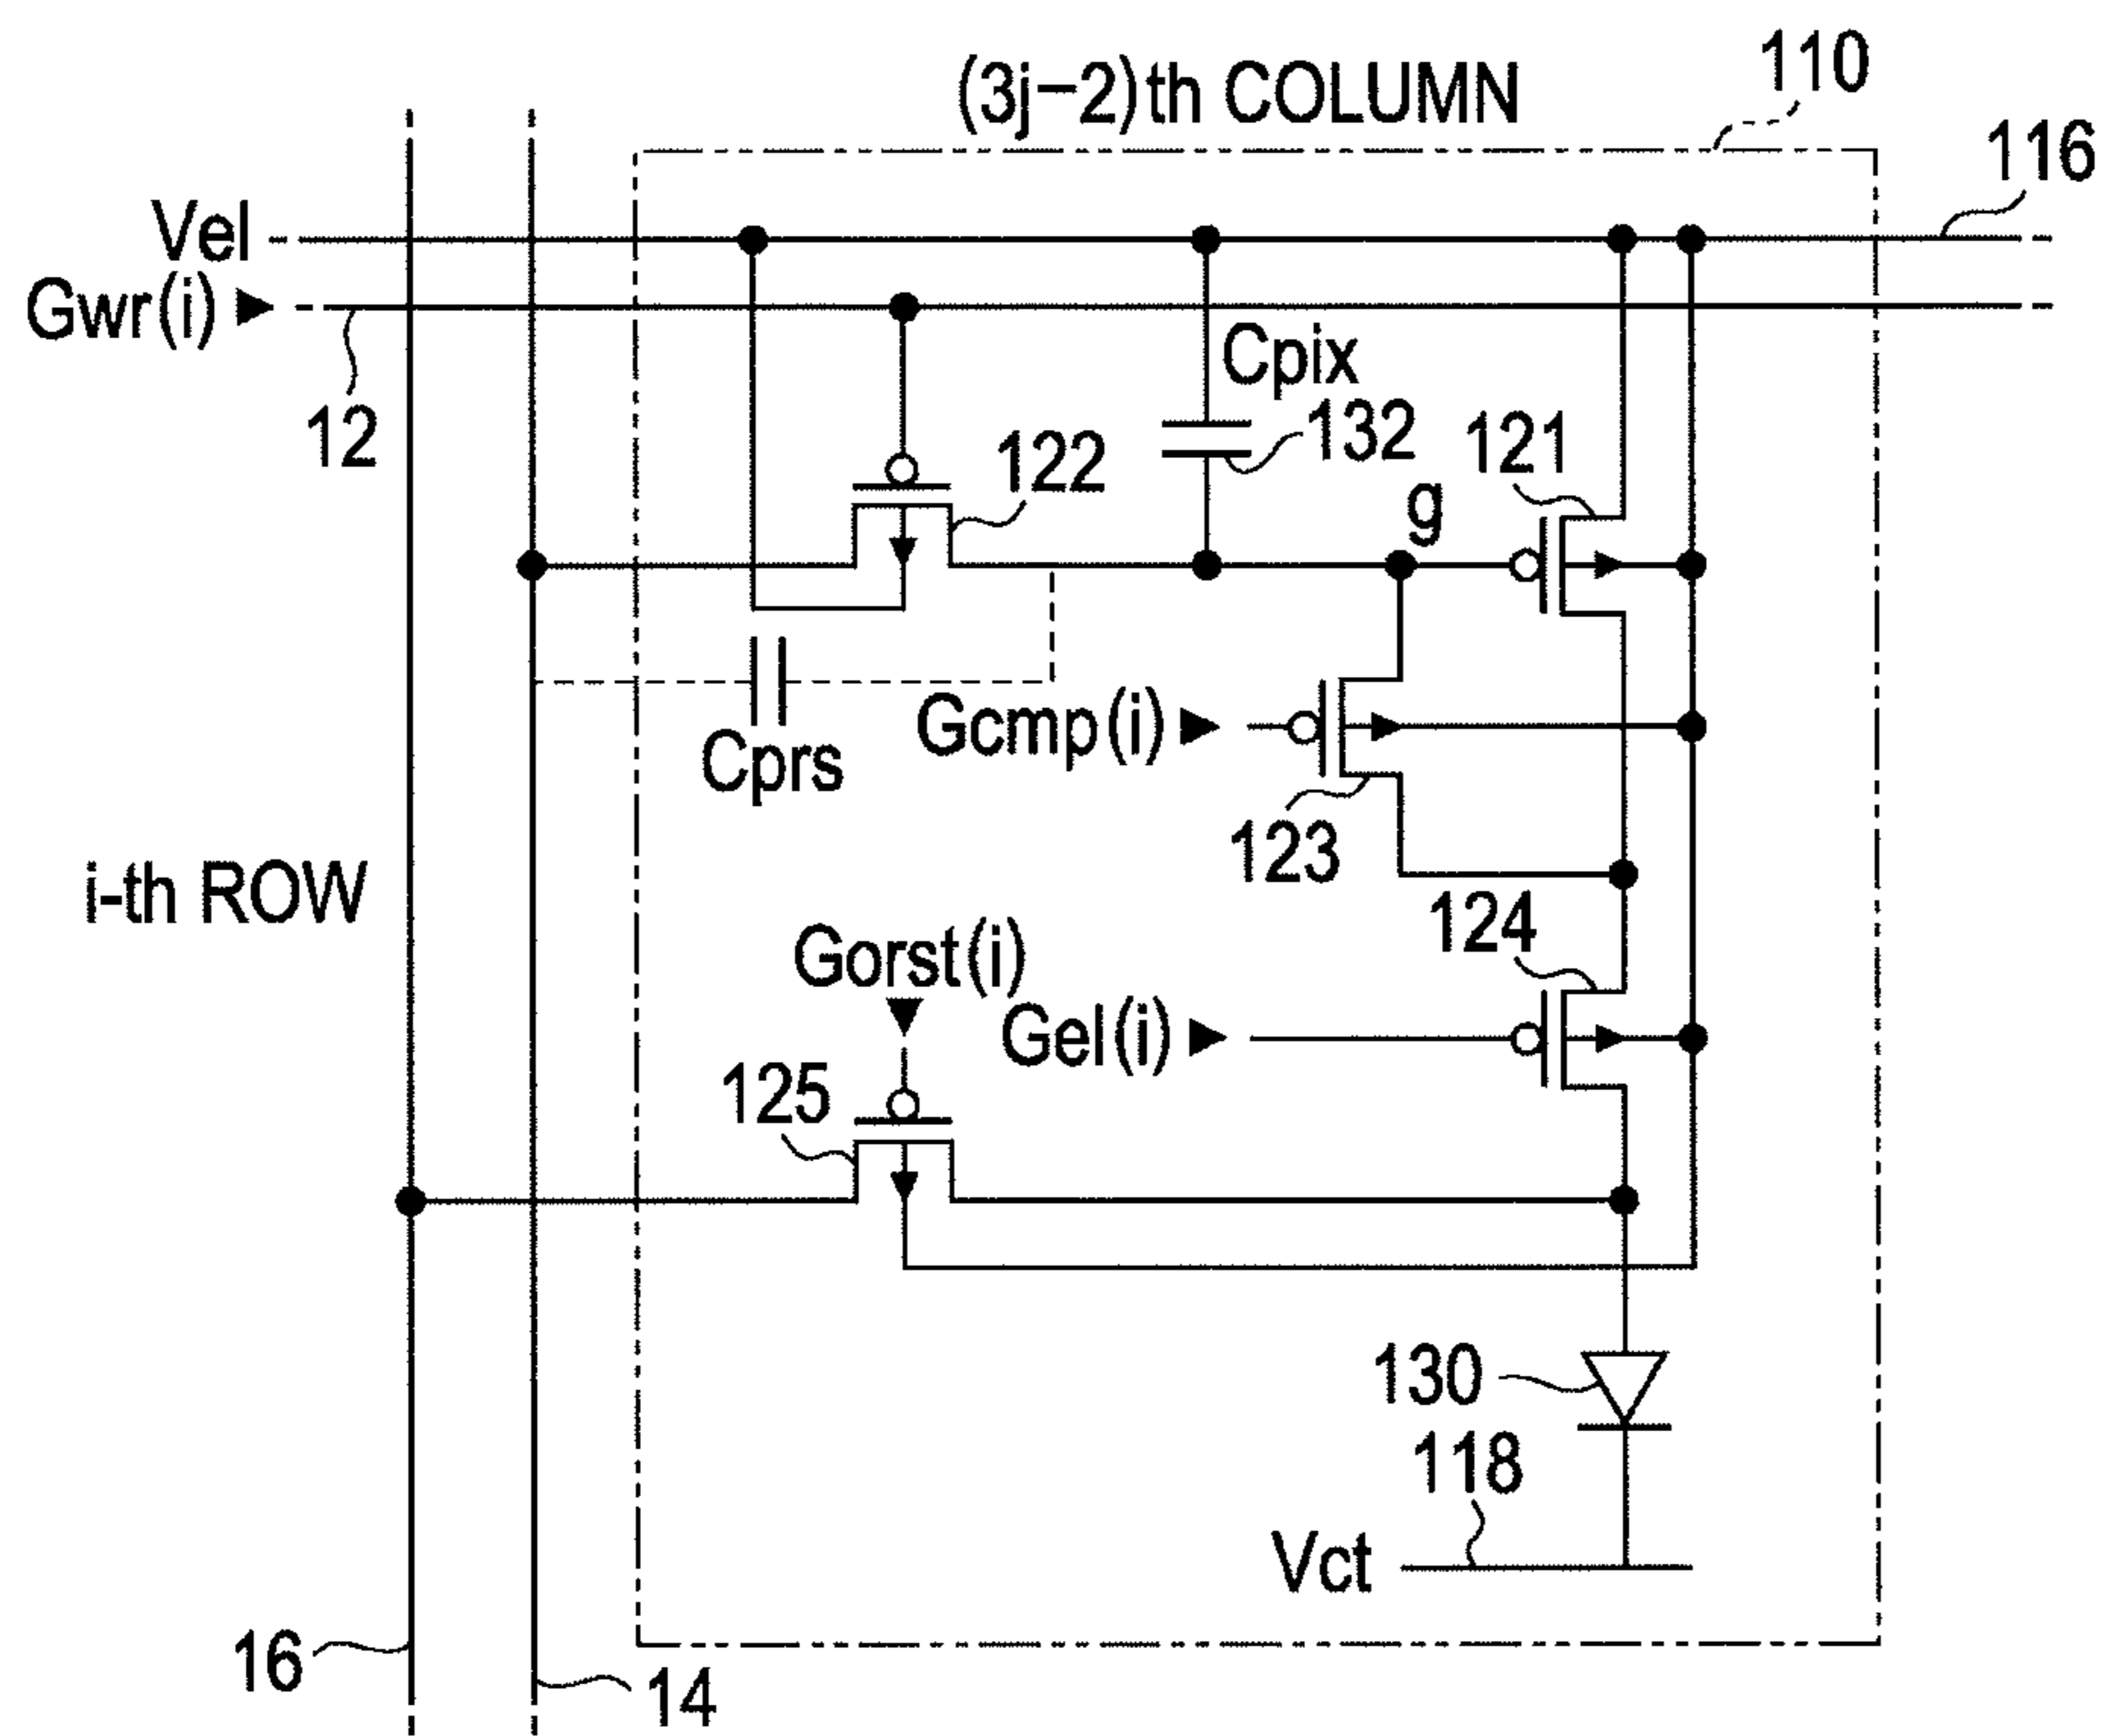 110
(3j−2)th COLUMN
116
Vel
Gwr(i)
12
Cpix
132
121
122
g
Gcmp(i)
Cprs
123
i-th ROW
124
Gorst(i)
Gel(i)
125
130
118
Vct
16
14